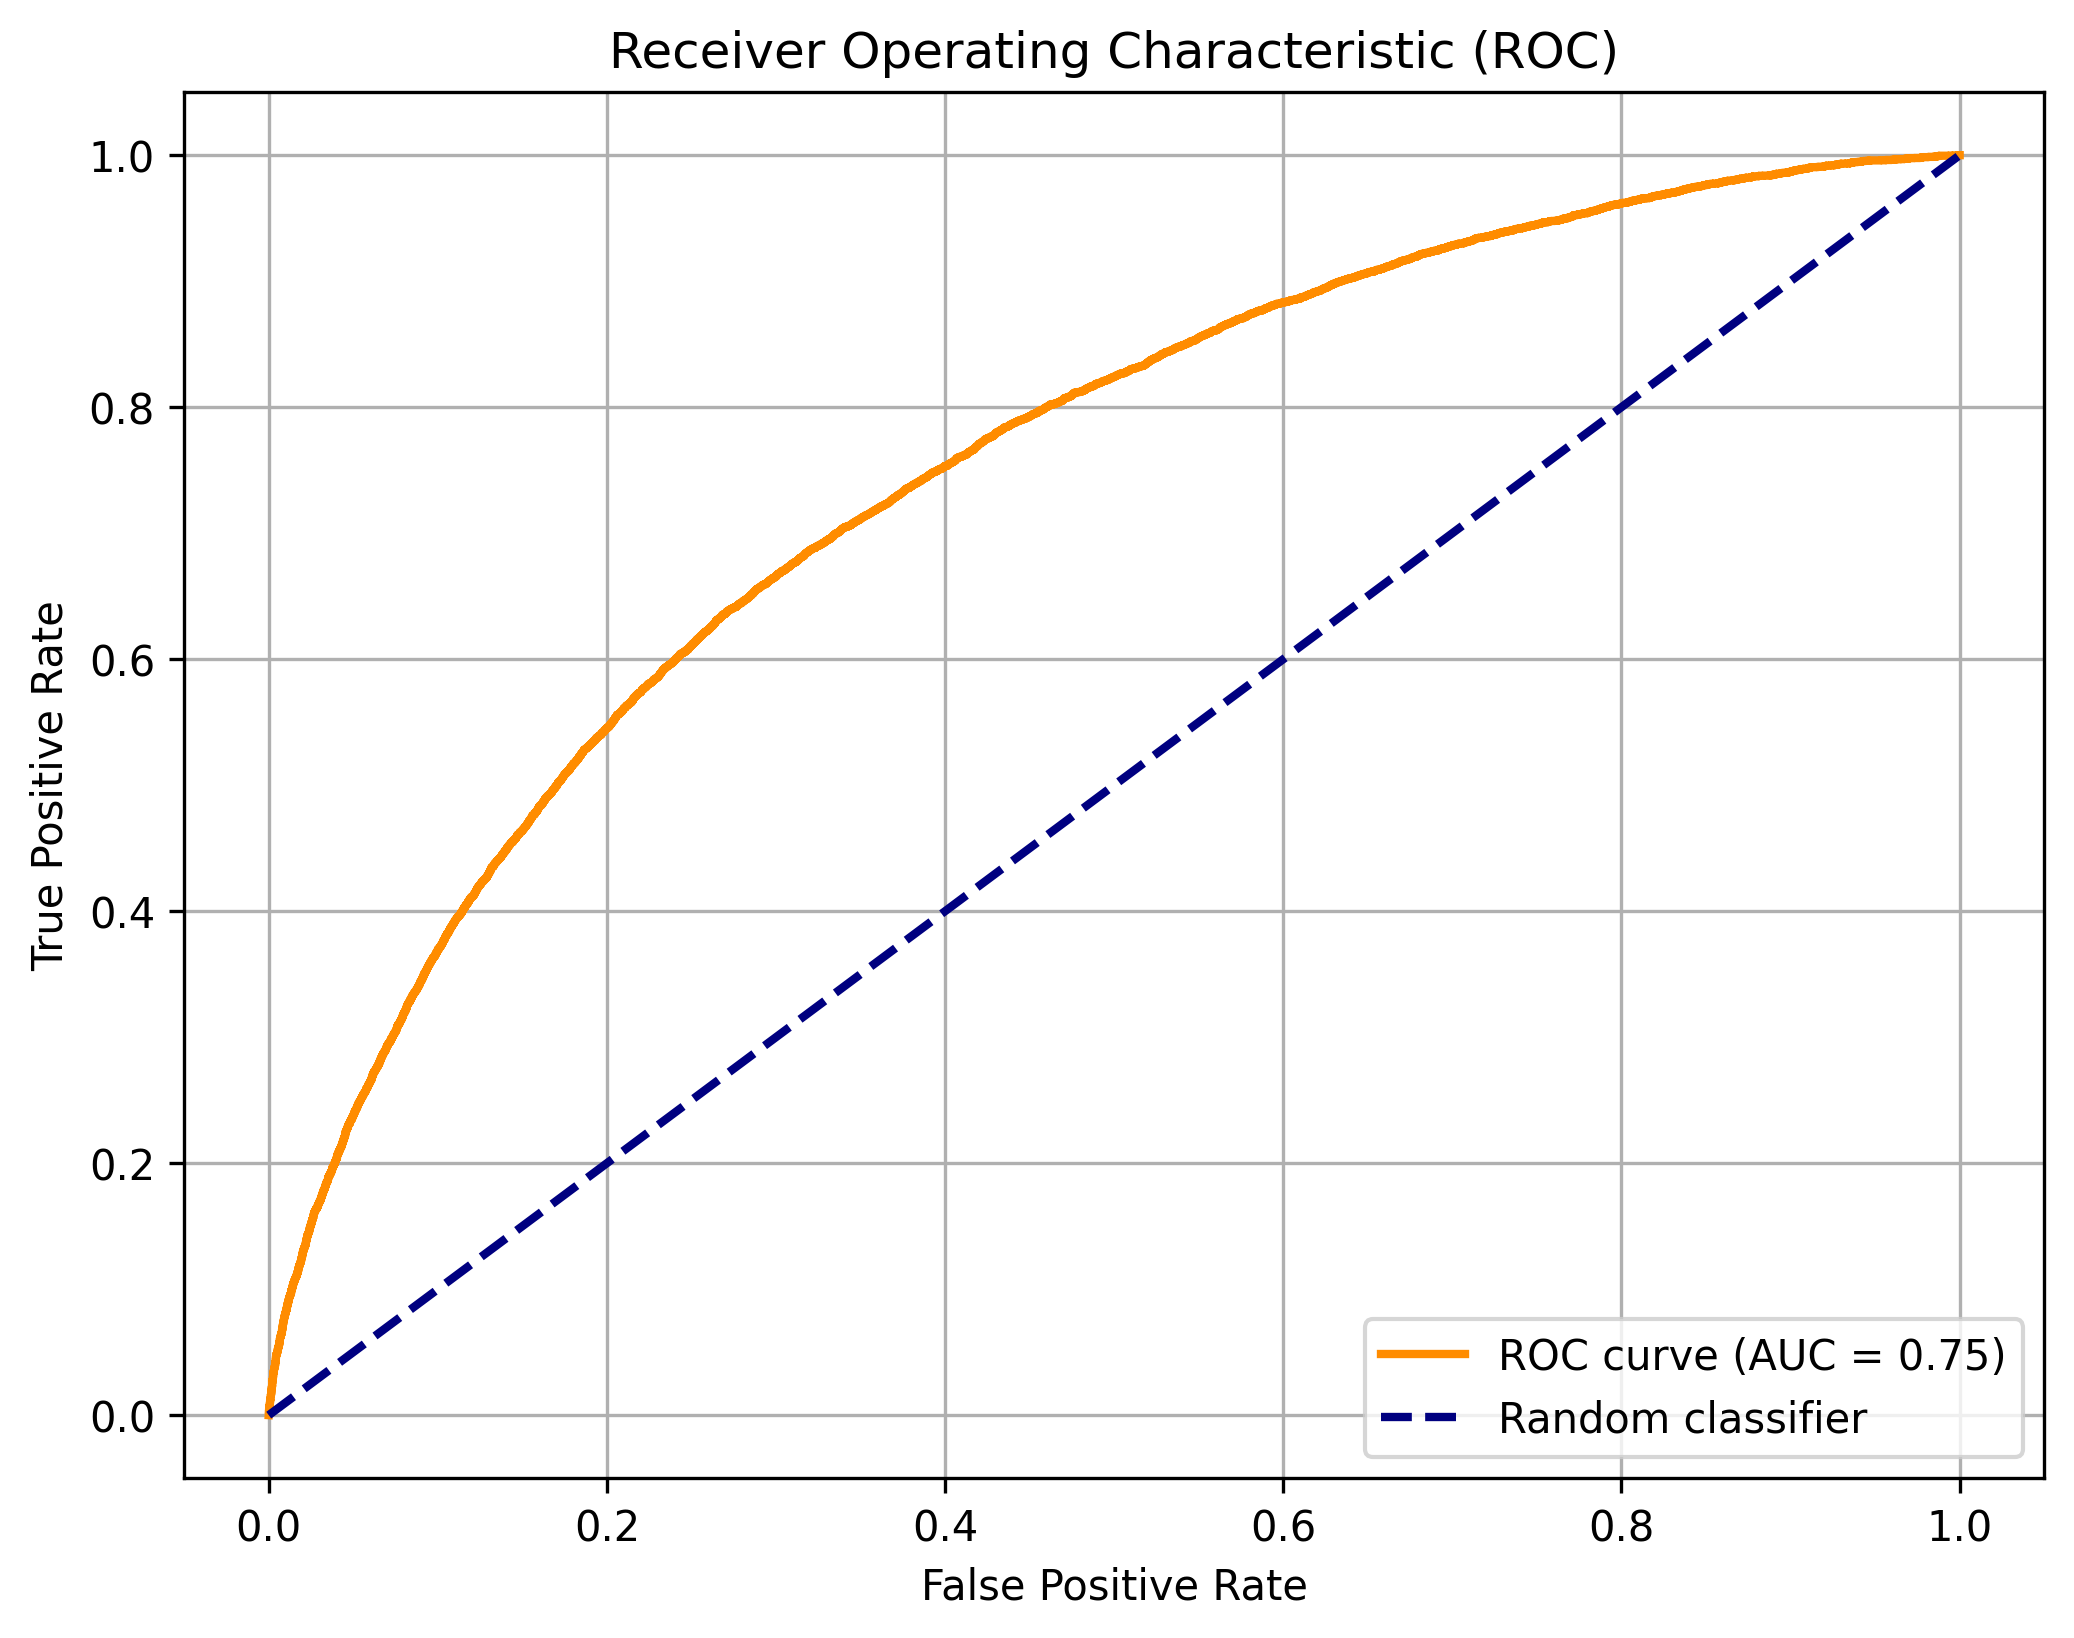 Receiver Operating Characteristic (ROC)
1.0
0.8
0.6
0.4
0.2
0.0
True Positive Rate
ROC curve (AUC = 0.75)
Random classifier
0.0 0.2 0.4 0.6 0.8 1.0
False Positive Rate